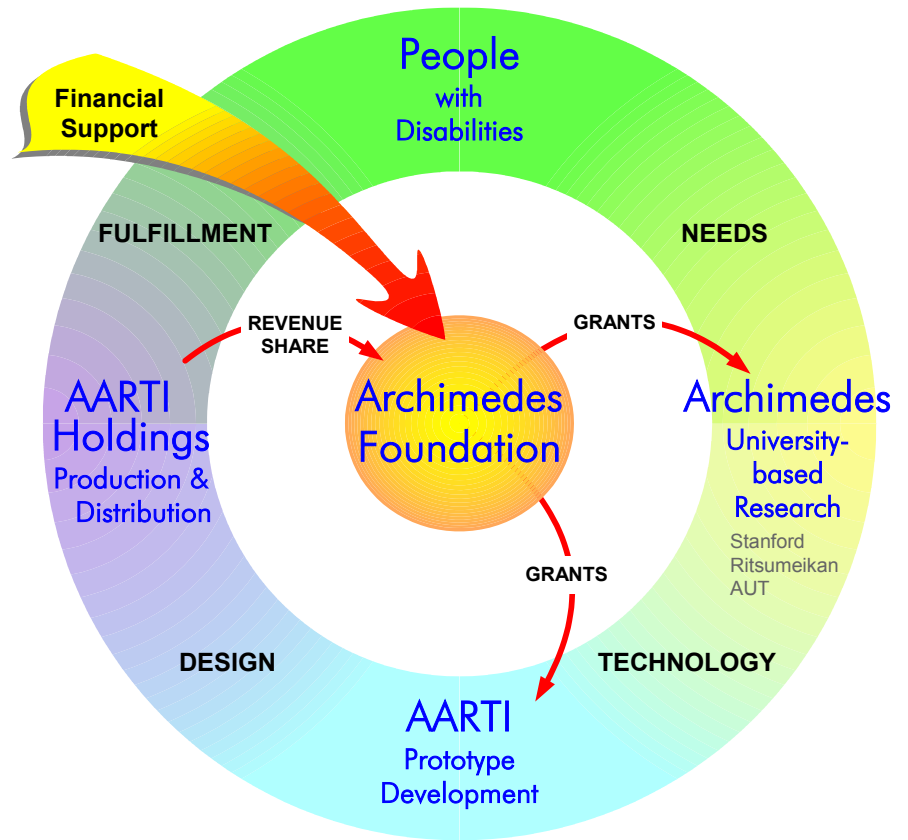 People
with
Disabilities
Financial
Support
FULFILLMENT
NEEDS
REVENUE
SHARE
GRANTS
AARTI
Holdings
Production &
Distribution
Archimedes
Foundation
Archimedes
University-
based
Research
Stanford
Ritsumeikan
AUT
GRANTS
DESIGN
TECHNOLOGY
AARTI
Prototype
Development